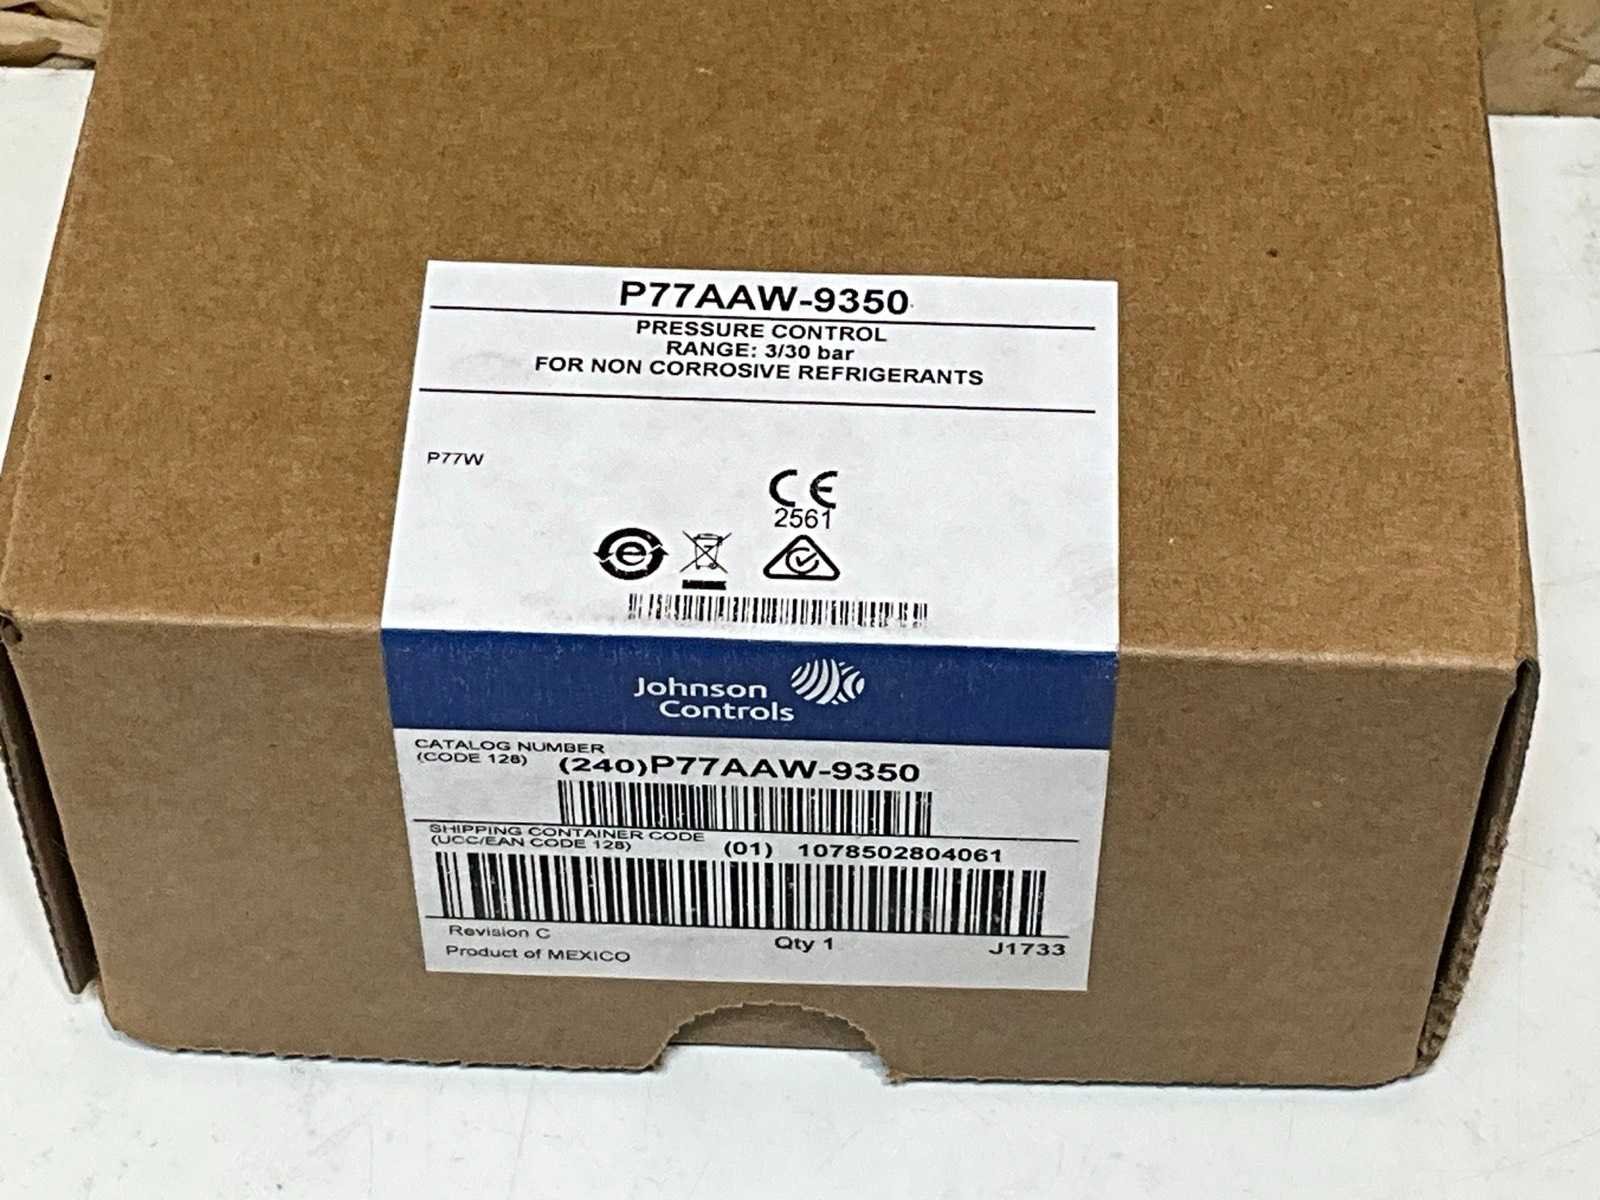 P77AAW-9350
PRESSURE CONTROL
RANGE: 3/30 bar
FOR NON CORROSIVE REFRIGERANTS
P77W
CE
2561
e
Johnson
Controls
CATALOG NUMBER
(CODE 128) (240)P77AAW-9350
SHIPPING CONTAINER CODE
(UCC/EAN CODE 128) (01) 1078502804061
Revision C Qty 1 J1733
Product of MEXICO